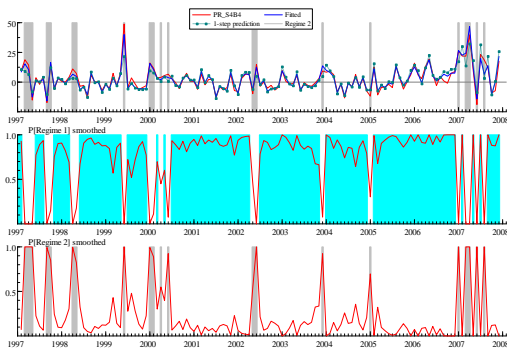 PR_S4B4 Fitted
1-step prediction Regime 2
50
25
0
1997 1998 1999 2000 2001 2002 2003 2004 2005 2006 2007 2008
P[Regime 1] smoothed
1.0
0.5
1997 1998 1999 2000 2001 2002 2003 2004 2005 2006 2007 2008
P[Regime 2] smoothed
1.0
0.5
1997 1998 1999 2000 2001 2002 2003 2004 2005 2006 2007 2008